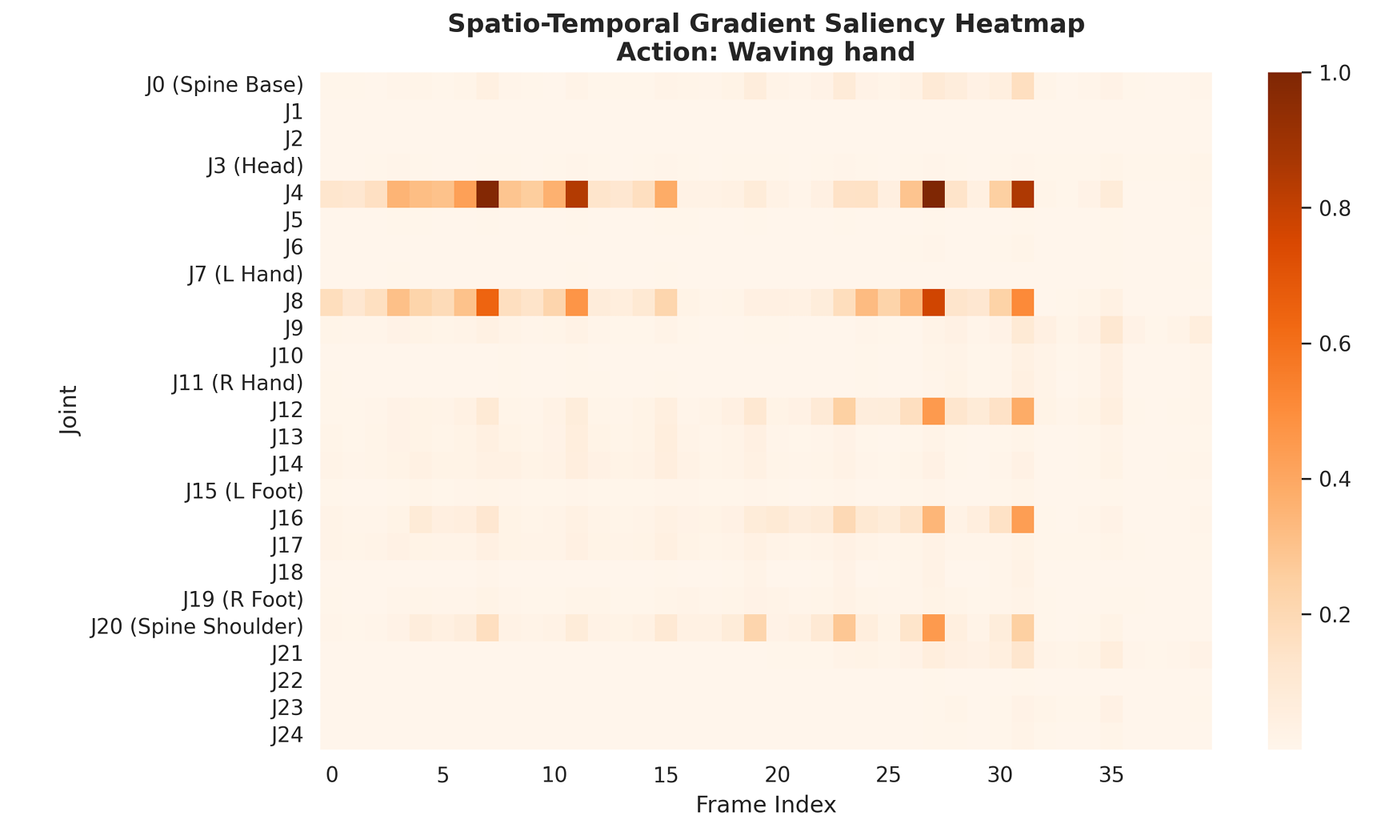 Spatio-Temporal Gradient Saliency Heatmap
Action: Waving hand
J0 (Spine Base)
J1
J2
J3 (Head)
J4
J5
J6
J7 (L Hand)
J8
J9
J10
J11 (R Hand)
J12
J13
J14
J15 (L Foot)
J16
J17
J18
J19 (R Foot)
J20 (Spine Shoulder)
J21
J22
J23
J24
Joint
0 5 10 15 20 25 30 35
Frame Index
1.0
0.8
0.6
0.4
0.2